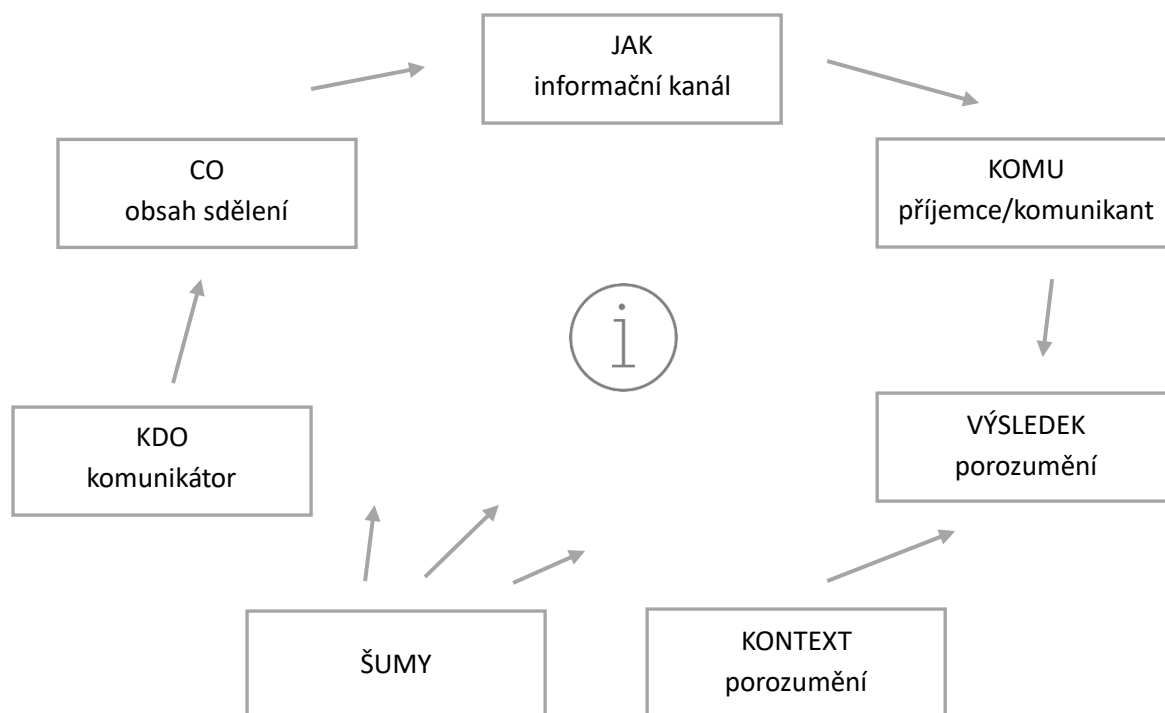 JAK
informační kanál
CO
obsah sdělení
KOMU
příjemce/komunikant
i
KDO
komunikátor
VÝSLEDEK
porozumění
ŠUMY
KONTEXT
porozumění